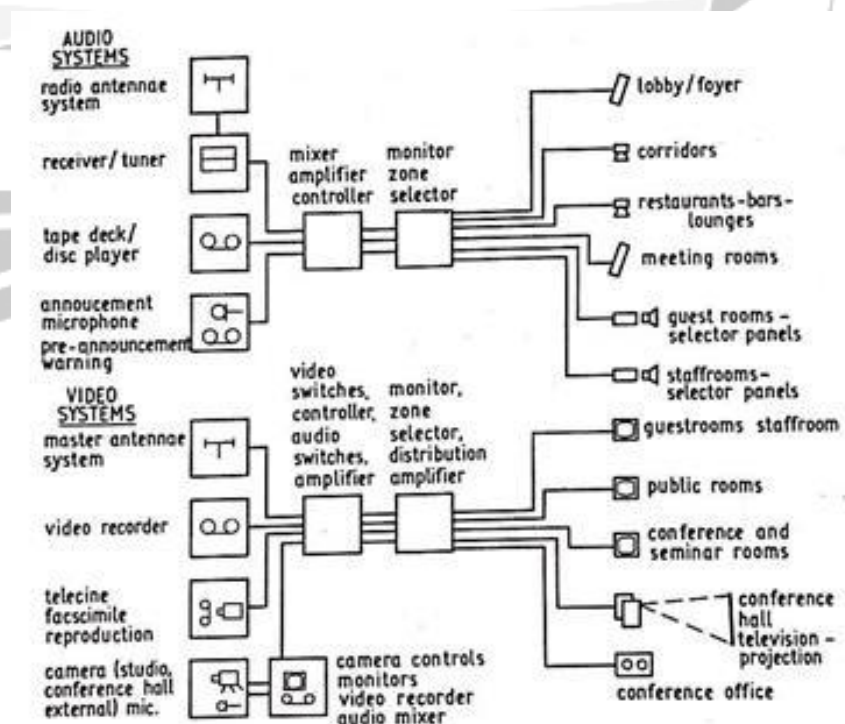 AUDIO
SYSTEMS
radio antennae
system
receiver/tuner
tape deck/
disc player
annoucement
microphone
pre-announcement
warning
mixer
amplifier
controller
monitor
zone
selector
lobby/foyer
corridors
restaurants-bars-
lounges
meeting rooms
guest rooms -
selector panels
staffrooms-
selector panels
VIDEO
SYSTEMS
master antennae
system
video recorder
telecine
facscimile
reproduction
camera (studio,
conference hall
external) mic.
video
switches,
controller,
audio
switches,
amplifier
monitor,
zone
selector,
distribution
amplifier
camera controls
monitors
video recorder
audio mixer
guestrooms staffroom
public rooms
conference and
seminar rooms
conference
hall
television -
projection
conference office